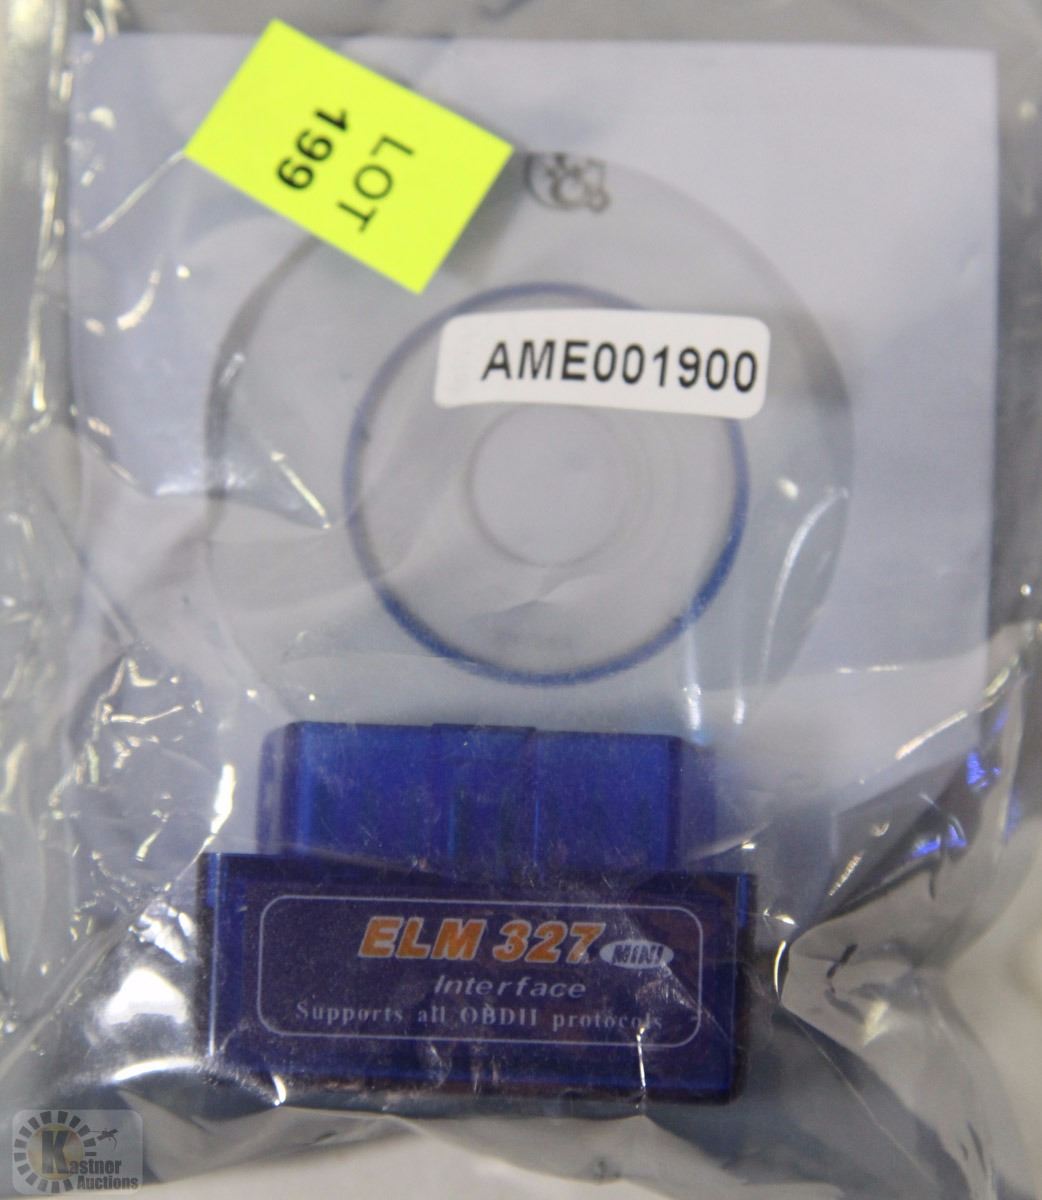 LOT
199
AME001900
ELM 327 MINI
Interface
Supports all OBDII protocols
Kastner
Auctions